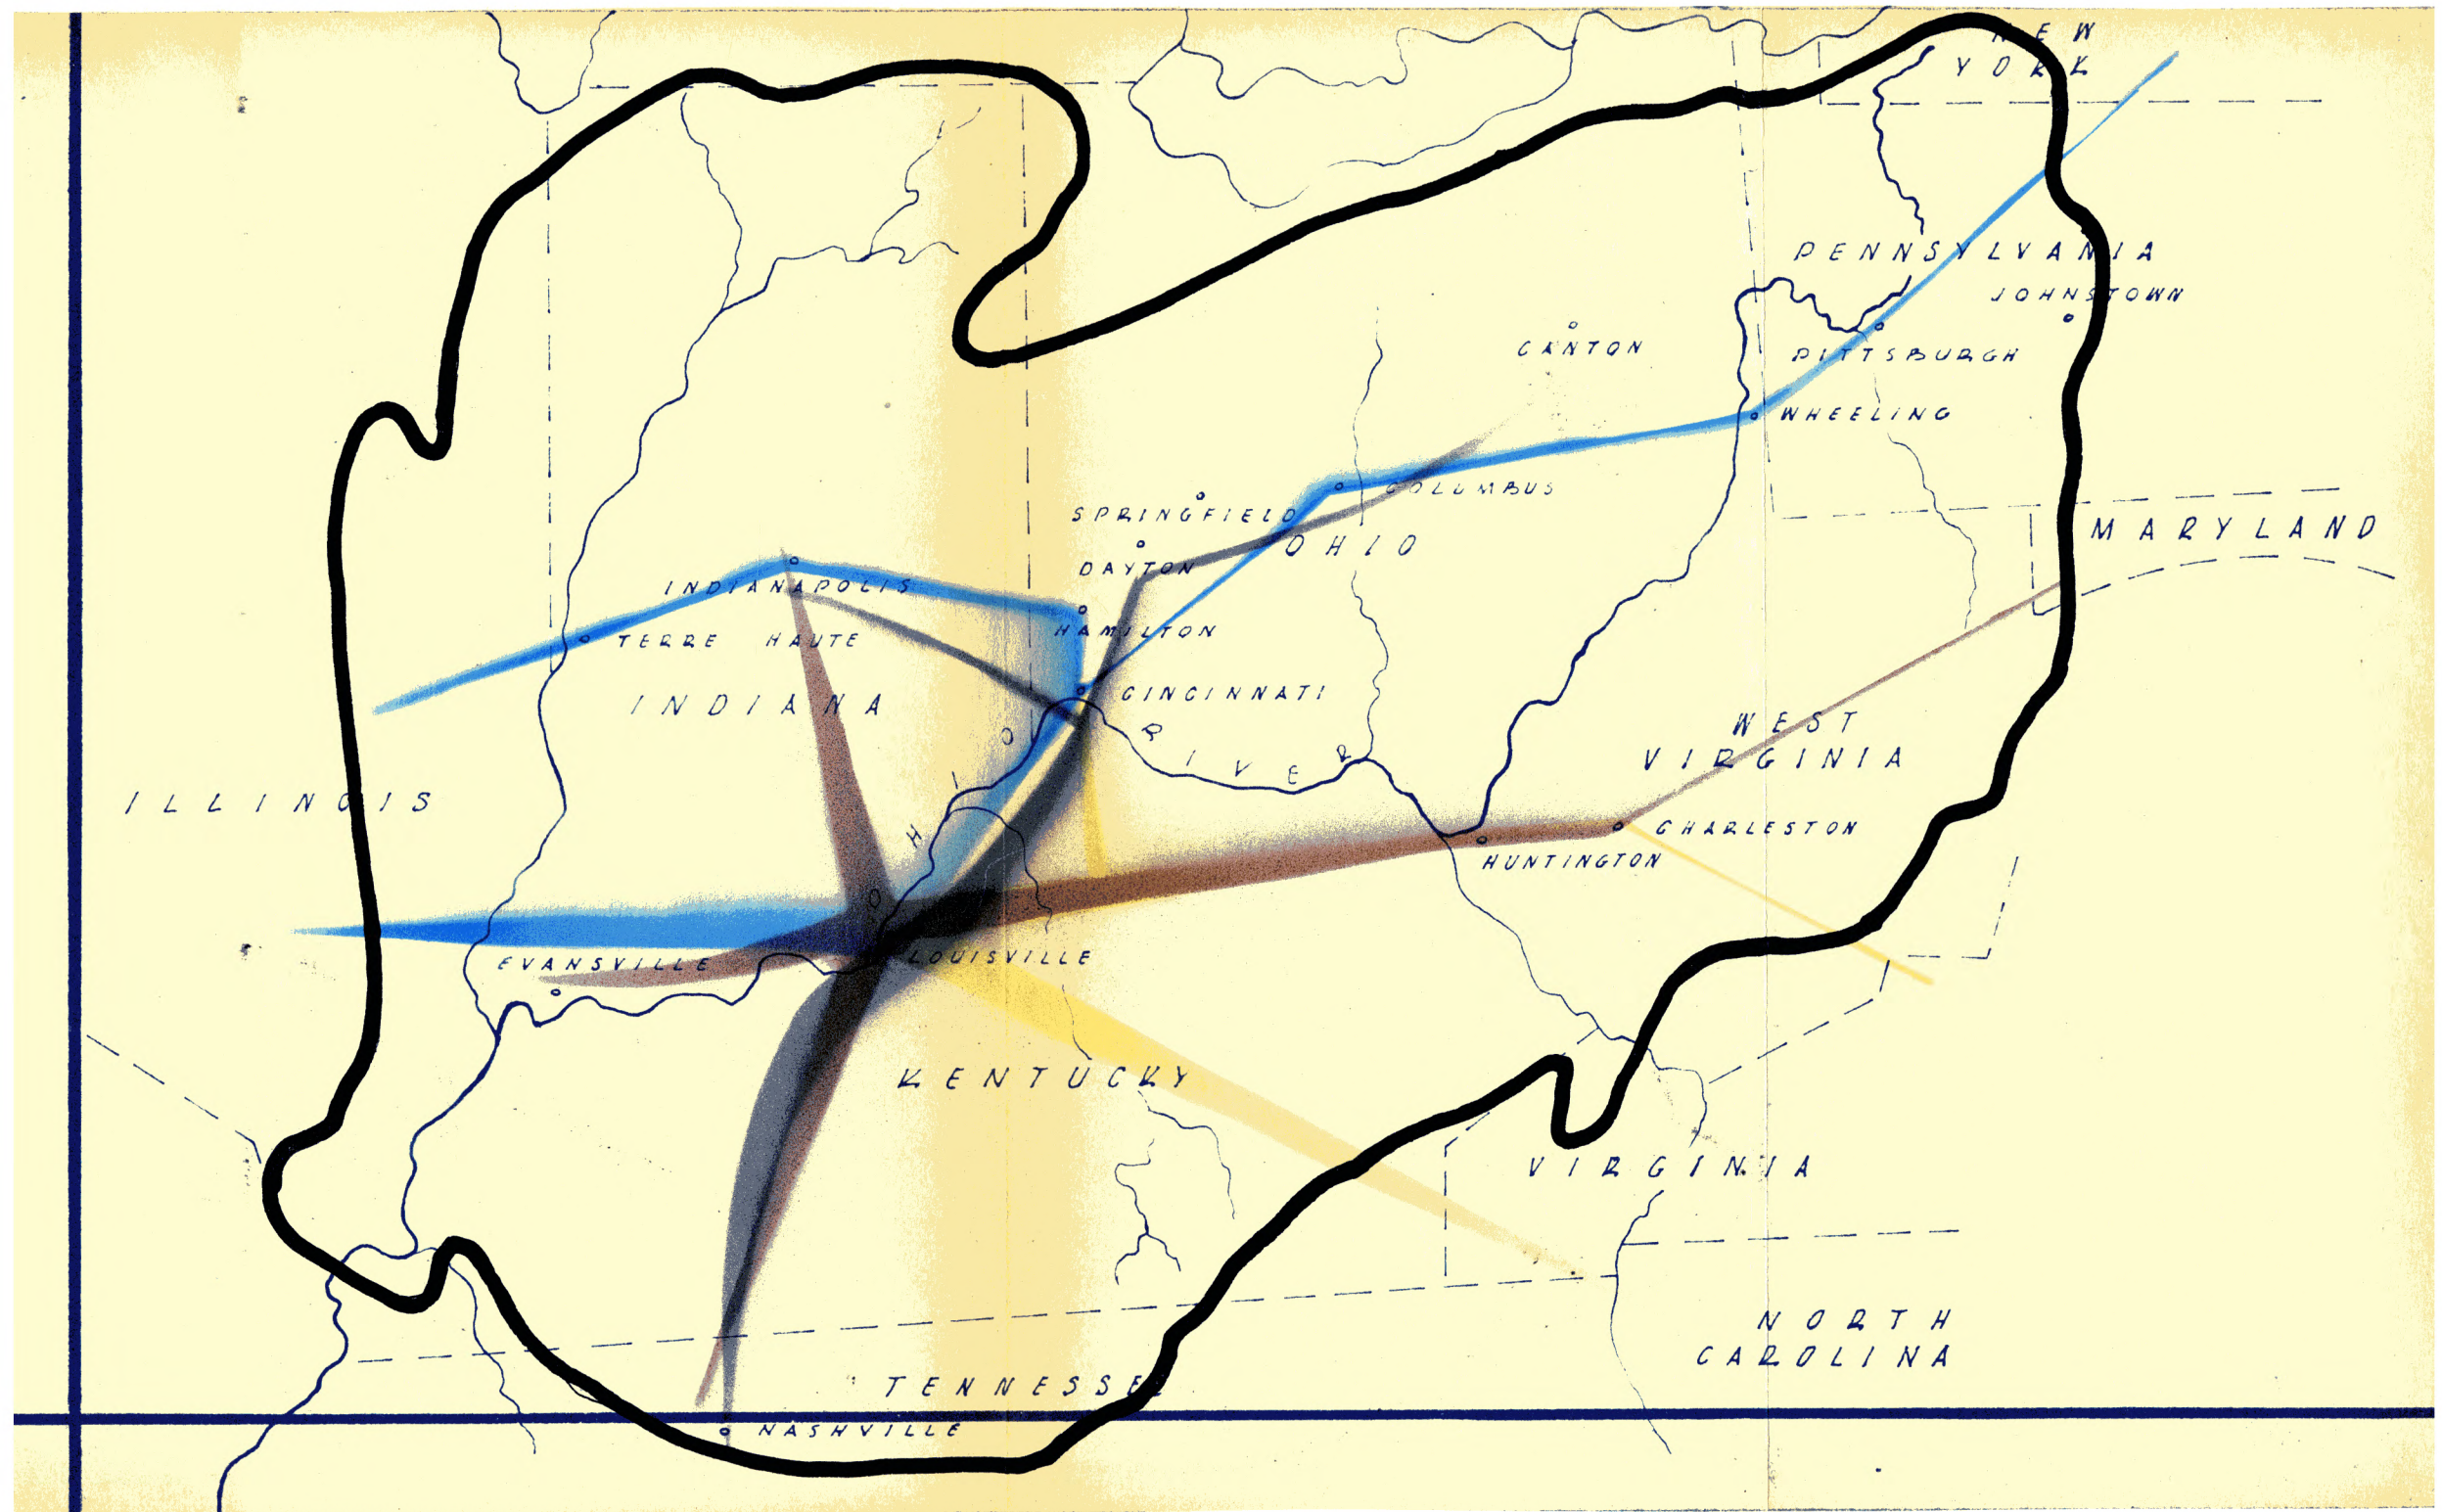 NEW
YORK
PENNSYLVANIA
JOHNSTOWN
CANTON
PITTSBURGH
WHEELING
COLUMBUS
SPRINGFIELD
MARYLAND
OHIO
DAYTON
INDIANAPOLIS
HAMILTON
TERRE HAUTE
CINCINNATI
INDIANA
WEST
VIRGINIA
OHIO RIVER
ILLINOIS
CHARLESTON
HUNTINGTON
LOUISVILLE
EVANSVILLE
KENTUCKY
VIRGINIA
NORTH
CAROLINA
TENNESSEE
NASHVILLE